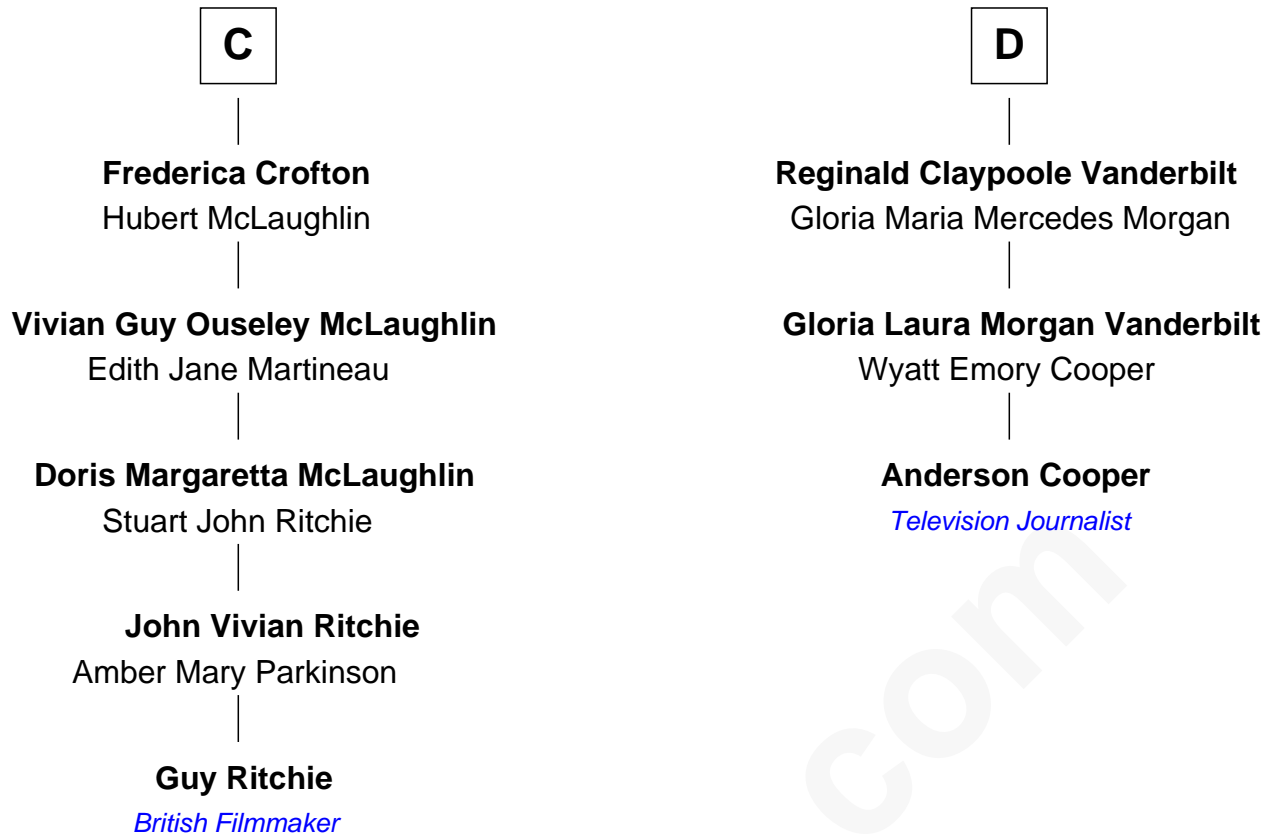 C
Frederica Crofton
Hubert McLaughlin
Vivian Guy Ouseley McLaughlin
Edith Jane Martineau
Doris Margaretta McLaughlin
Stuart John Ritchie
John Vivian Ritchie
Amber Mary Parkinson
Guy Ritchie
British Filmmaker
D
Reginald Claypoole Vanderbilt
Gloria Maria Mercedes Morgan
Gloria Laura Morgan Vanderbilt
Wyatt Emory Cooper
Anderson Cooper
Television Journalist
com